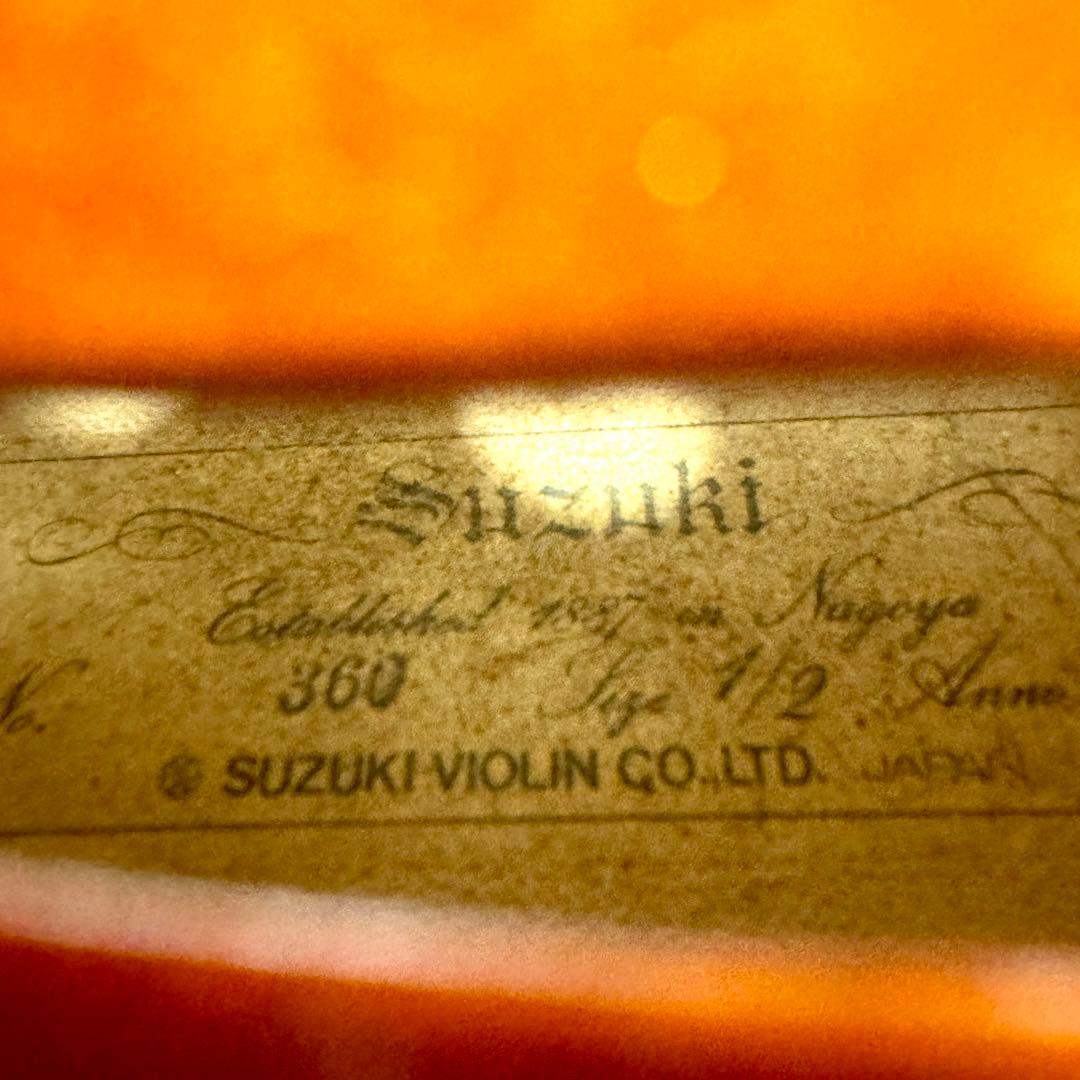 Suzuki
Established 1887 in Nagoya
No. 360 Size 1/2 Anno
SUZUKI VIOLIN CO., LTD. JAPAN